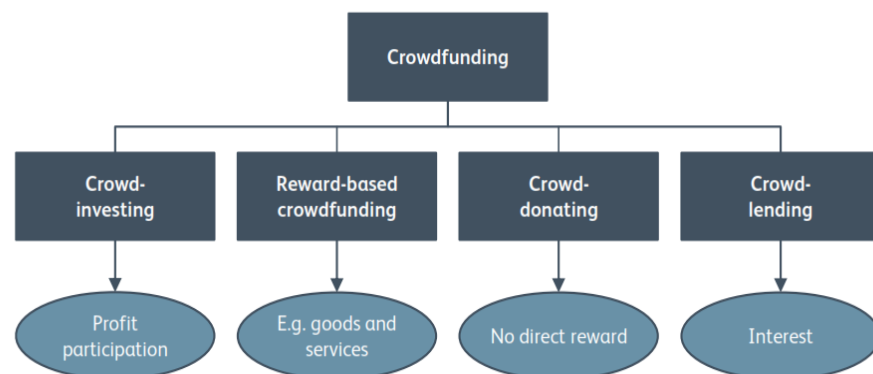 Crowdfunding
Crowd-
investing
Reward-based
crowdfunding
Crowd-
donating
Crowd-
lending
Profit
participation
E.g. goods and
services
No direct reward
Interest